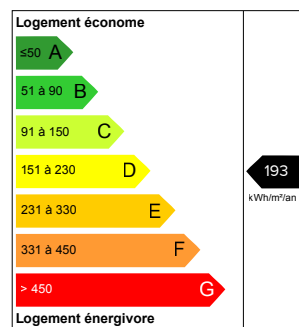 Logement économe
≤50 A
51 à 90 B
91 à 150 C
151 à 230 D
193
kWh/m²/an
231 à 330 E
331 à 450 F
> 450 G
Logement énergivore